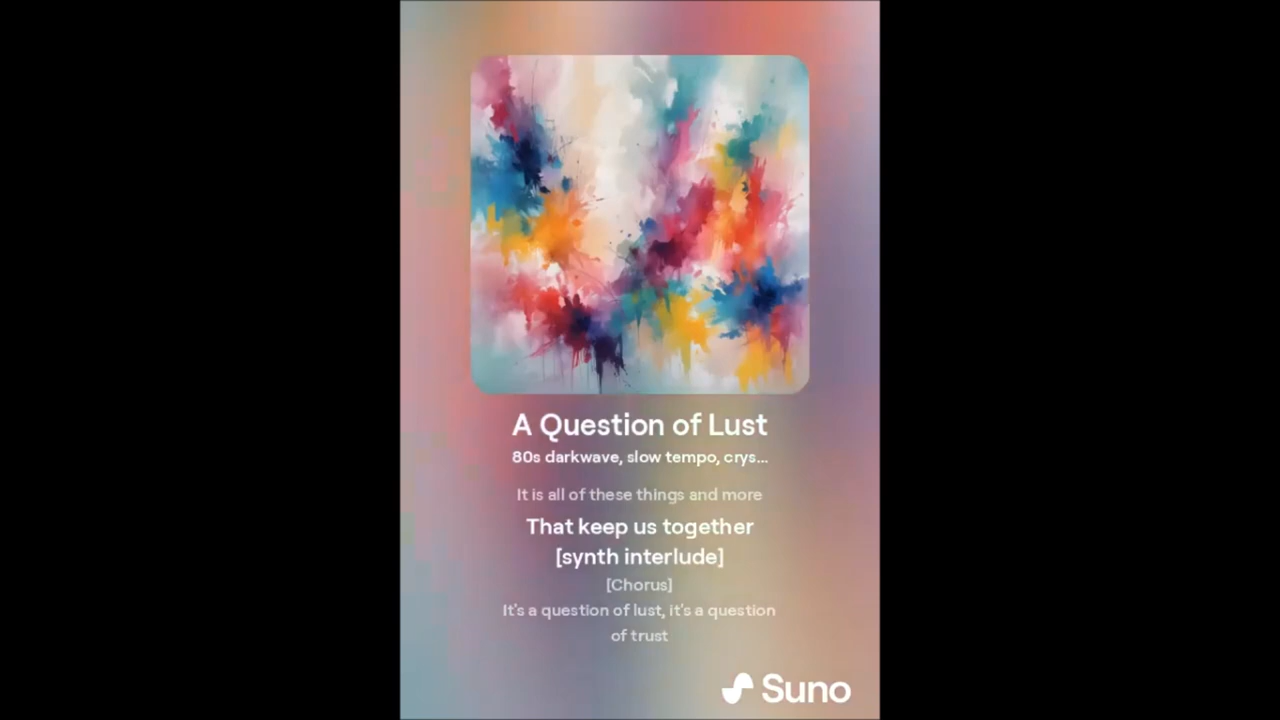 A Question of Lust
80s darkwave, slow tempo, crys...
It is all of these things and more
That keep us together
[synth interlude]
[Chorus]
It's a question of lust, it's a question
of trust
Suno